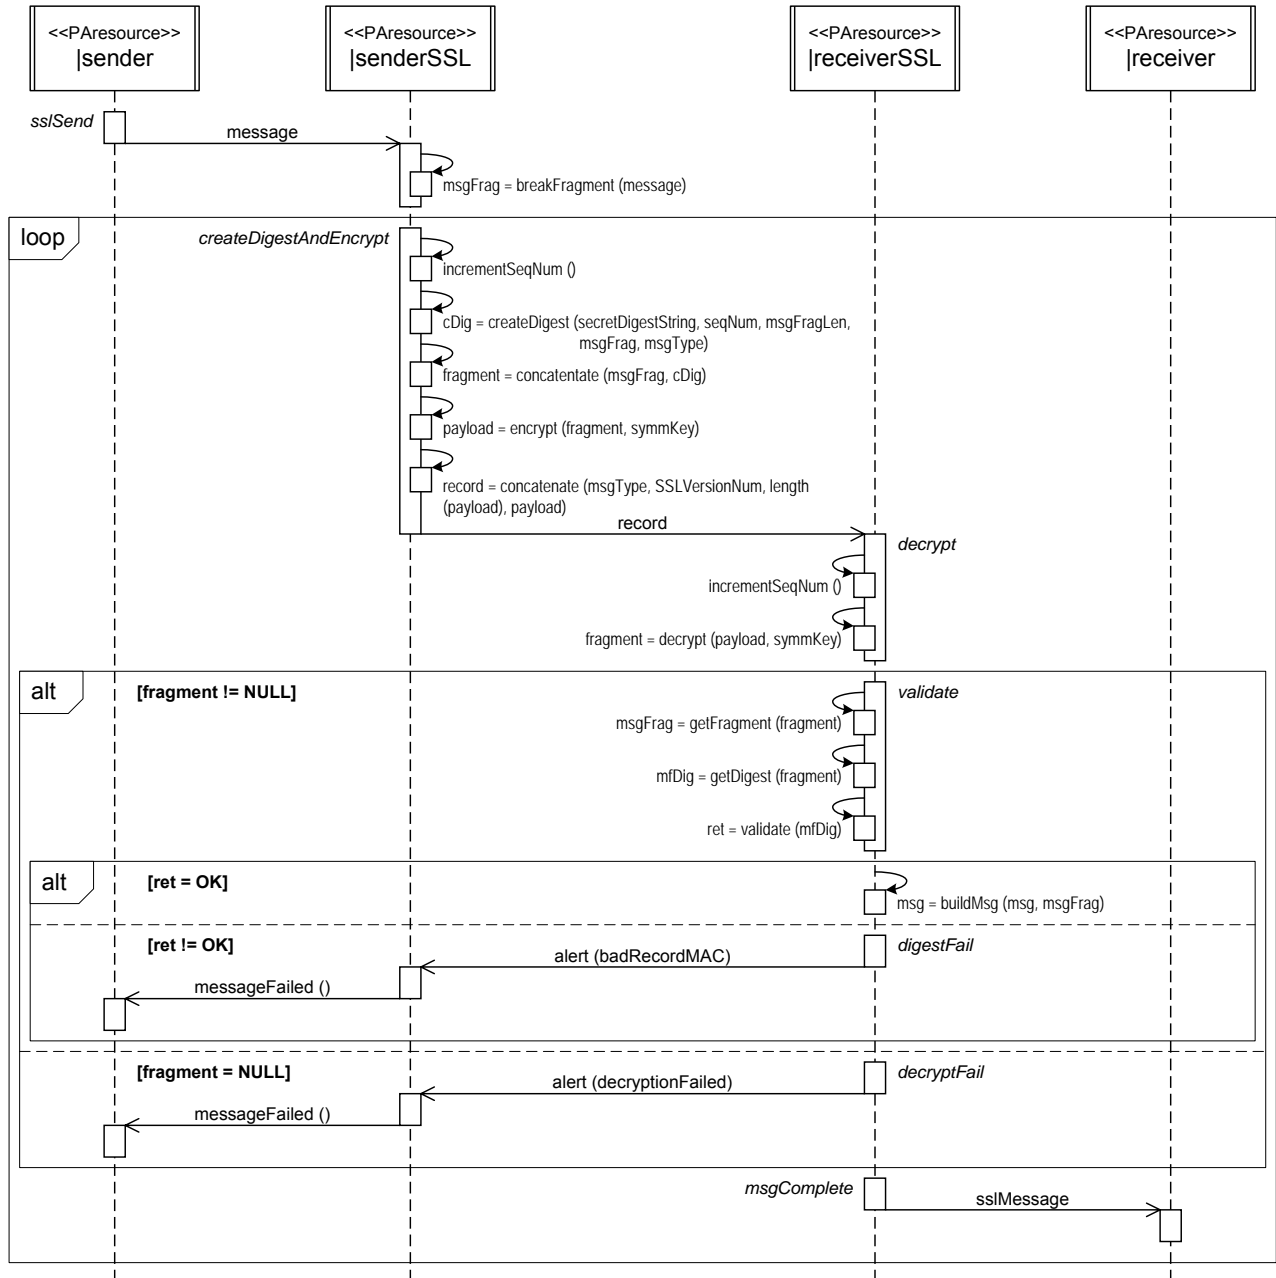 <<PAresource>>
|sender
<<PAresource>>
|senderSSL
<<PAresource>>
|receiverSSL
<<PAresource>>
|receiver
sslSend
message
msgFrag = breakFragment (message)
loop
createDigestAndEncrypt
incrementSeqNum ()
cDig = createDigest (secretDigestString, seqNum, msgFragLen,
msgFrag, msgType)
fragment = concatentate (msgFrag, cDig)
payload = encrypt (fragment, symmKey)
record = concatenate (msgType, SSLVersionNum, length
(payload), payload)
record
decrypt
incrementSeqNum ()
fragment = decrypt (payload, symmKey)
alt
[fragment != NULL]
validate
msgFrag = getFragment (fragment)
mfDig = getDigest (fragment)
ret = validate (mfDig)
alt
[ret = OK]
msg = buildMsg (msg, msgFrag)
[ret != OK]
digestFail
alert (badRecordMAC)
messageFailed ()
[fragment = NULL]
decryptFail
alert (decryptionFailed)
messageFailed ()
msgComplete
sslMessage